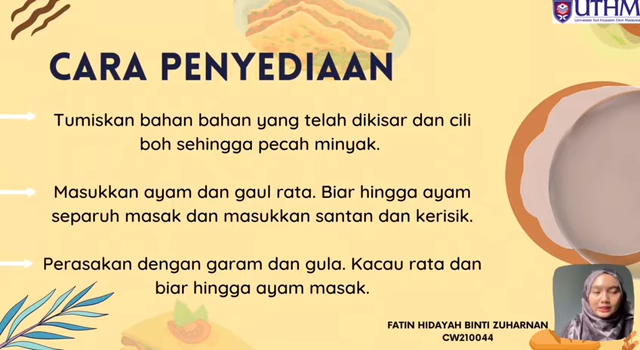 UTHM
CARA PENYEDIAAN
Tumiskan bahan bahan yang telah dikisar dan cili
boh sehingga pecah minyak.
Masukkan ayam dan gaul rata. Biar hingga ayam
separuh masak dan masukkan santan dan kerisik.
Perasakan dengan garam dan gula. Kacau rata dan
biar hingga ayam masak.
FATIN HIDAYAH BINTI ZUHARNAN
CW210044